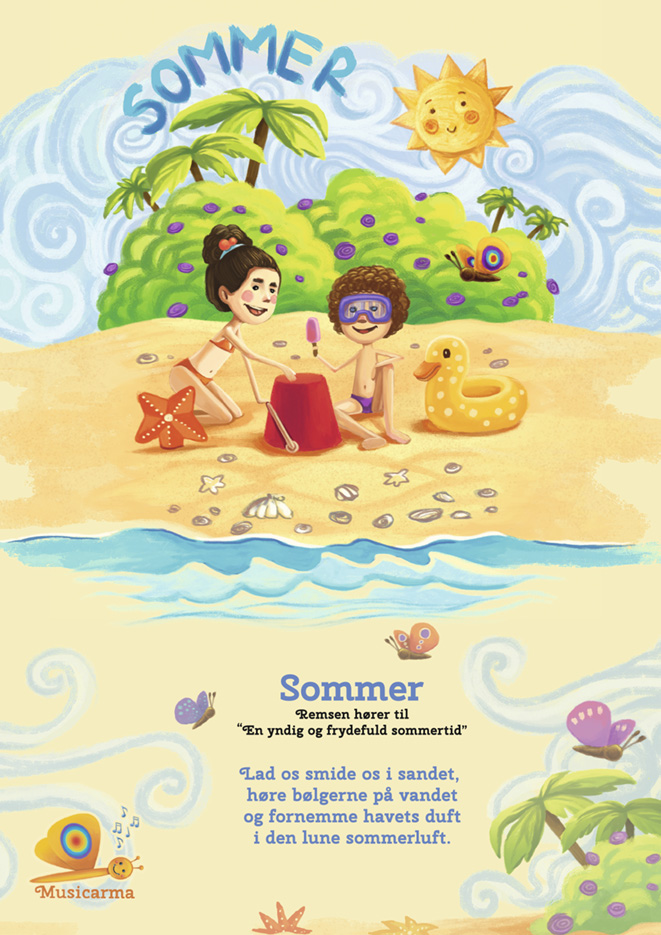 SOMMER
Sommer
Remsen hører til
“En yndig og frydefuld sommertid”
Lad os smide os i sandet,
høre bølgerne på vandet
og fornemme havets duft
i den lune sommerluft.
Musicarma